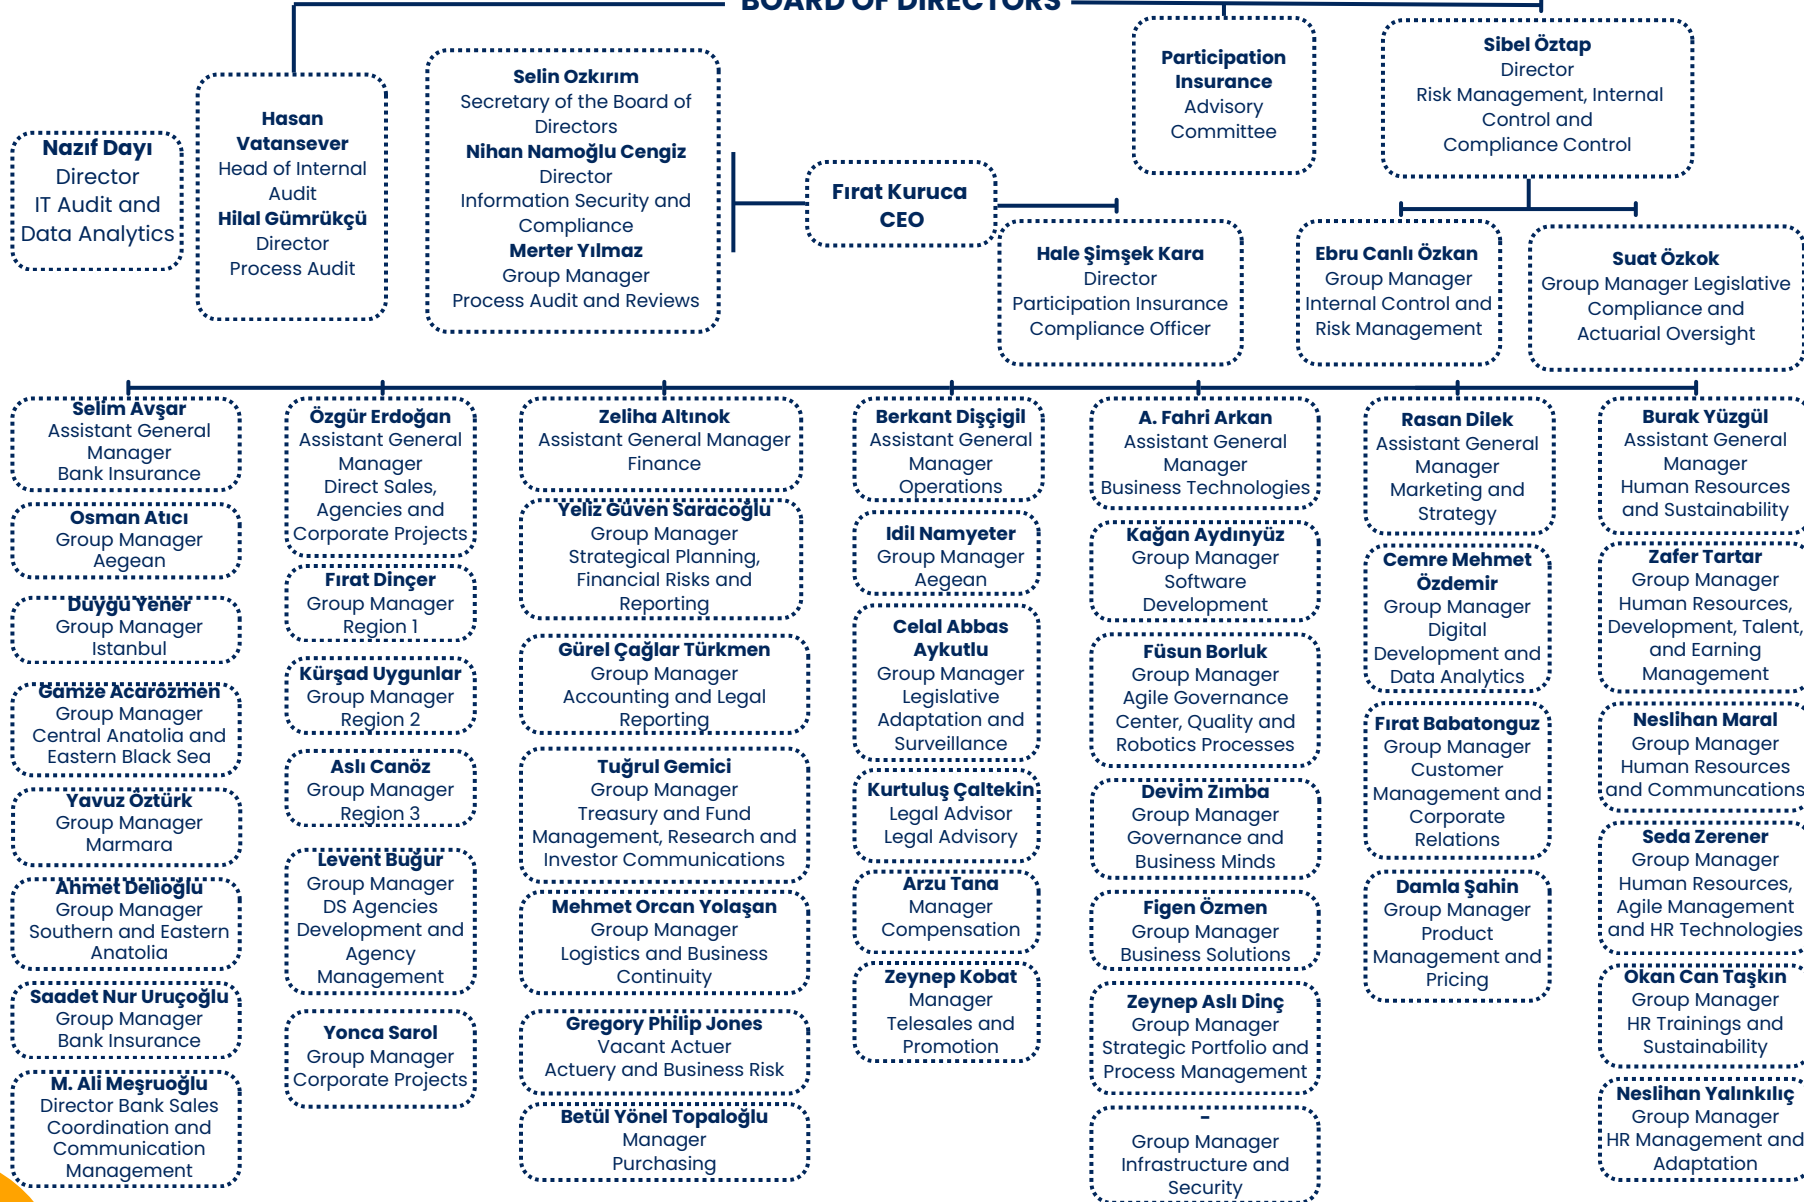 BOARD OF DIRECTORS
Nazıf Dayı
Director
IT Audit and
Data Analytics
Hasan
Vatansever
Head of Internal
Audit
Hilal Gümrükçü
Director
Process Audit
Selin Ozkırım
Secretary of the Board of
Directors
Nihan Namoğlu Cengiz
Director
Information Security and
Compliance
Merter Yılmaz
Group Manager
Process Audit and Reviews
Fırat Kuruca
CEO
Participation
Insurance
Advisory
Committee
Sibel Öztap
Director
Risk Management, Internal
Control and
Compliance Control
Hale Şimşek Kara
Director
Participation Insurance
Compliance Officer
Ebru Canlı Özkan
Group Manager
Internal Control and
Risk Management
Suat Özkok
Group Manager Legislative
Compliance and
Actuarial Oversight
Selim Avşar
Assistant General
Manager
Bank Insurance
Osman Atıcı
Group Manager
Aegean
Duygu Yener
Group Manager
Istanbul
Gamze Acarözmen
Group Manager
Central Anatolia and
Eastern Black Sea
Yavuz Öztürk
Group Manager
Marmara
Ahmet Delioğlu
Group Manager
Southern and Eastern
Anatolia
Saadet Nur Uruçoğlu
Group Manager
Bank Insurance
M. Ali Meşruoğlu
Director Bank Sales
Coordination and
Communication
Management
Özgür Erdoğan
Assistant General
Manager
Direct Sales,
Agencies and
Corporate Projects
Fırat Dinçer
Group Manager
Region 1
Kürşad Uygunlar
Group Manager
Region 2
Aslı Canöz
Group Manager
Region 3
Levent Buğur
Group Manager
DS Agencies
Development and
Agency
Management
Yonca Sarol
Group Manager
Corporate Projects
Zeliha Altınok
Assistant General Manager
Finance
Yeliz Güven Saracoğlu
Group Manager
Strategical Planning,
Financial Risks and
Reporting
Gürel Çağlar Türkmen
Group Manager
Accounting and Legal
Reporting
Tuğrul Gemici
Group Manager
Treasury and Fund
Management, Research and
Investor Communications
Mehmet Orcan Yolaşan
Group Manager
Logistics and Business
Continuity
Gregory Philip Jones
Vacant Actuer
Actuery and Business Risk
Betül Yönel Topaloğlu
Manager
Purchasing
Berkant Dişçigil
Assistant General
Manager
Operations
Idil Namyeter
Group Manager
Aegean
Celal Abbas
Aykutlu
Group Manager
Legislative
Adaptation and
Surveillance
Kurtuluş Çaltekin
Legal Advisor
Legal Advisory
Arzu Tana
Manager
Compensation
Zeynep Kobat
Manager
Telesales and
Promotion
A. Fahri Arkan
Assistant General
Manager
Business Technologies
Kağan Aydınyüz
Group Manager
Software
Development
Füsun Borluk
Group Manager
Agile Governance
Center, Quality and
Robotics Processes
Devim Zımba
Group Manager
Governance and
Business Minds
Figen Özmen
Group Manager
Business Solutions
Zeynep Aslı Dinç
Group Manager
Strategic Portfolio and
Process Management
–
Group Manager
Infrastructure and
Security
Rasan Dilek
Assistant General
Manager
Marketing and
Strategy
Cemre Mehmet
Özdemir
Group Manager
Digital
Development and
Data Analytics
Fırat Babatonguz
Group Manager
Customer
Management and
Corporate
Relations
Damla Şahin
Group Manager
Product
Management and
Pricing
Burak Yüzgül
Assistant General
Manager
Human Resources
and Sustainability
Zafer Tartar
Group Manager
Human Resources,
Development, Talent,
and Earning
Management
Neslihan Maral
Group Manager
Human Resources
and Communcations
Seda Zerener
Group Manager
Human Resources,
Agile Management
and HR Technologies
Okan Can Taşkın
Group Manager
HR Trainings and
Sustainability
Neslihan Yalınkılıç
Group Manager
HR Management and
Adaptation